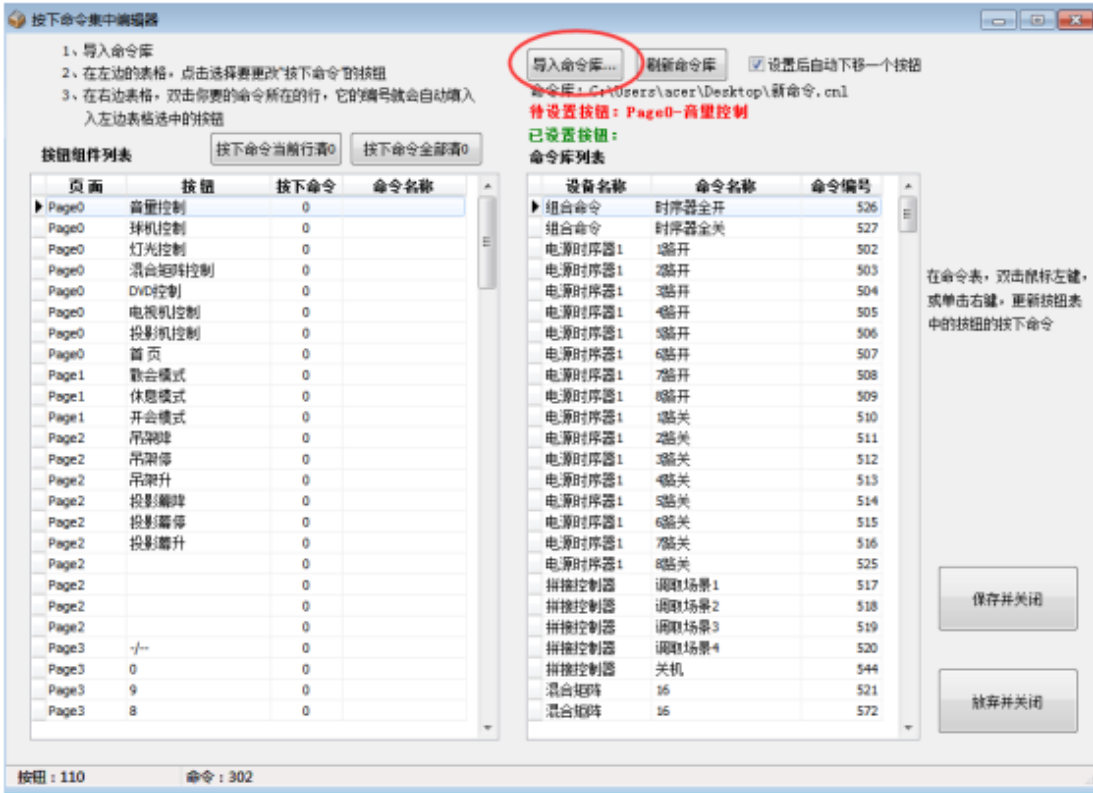 按下命令集中编辑器
1、导入命令库
2、在左边的表格，点击选择要更改"按下命令"的按钮
3、在右边表格，双击你要的命令所在的行，它的编号就会自动填入
入左边表格选中的按钮
导入命令库... 刷新命令库 设置后自动下移一个按钮
命令库：C:\Users\acer\Desktop\新命令.cnl
待设置按钮：Page0-音量控制
已设置按钮：
按钮组件列表 按下命令当前行清0 按下命令全部清0 命令库列表
页面 按钮 按下命令 命令名称 设备名称 命令名称 命令编号
Page0 音量控制 0 组合命令 时序器全开 526
Page0 球机控制 0 组合命令 时序器全关 527
Page0 灯光控制 0 电源时序器1 1路开 502
Page0 混合矩阵控制 0 电源时序器1 2路开 503
Page0 DVD控制 0 电源时序器1 3路开 504
Page0 电视机控制 0 电源时序器1 4路开 505
Page0 投影机控制 0 电源时序器1 5路开 506
Page0 首页 0 电源时序器1 6路开 507
Page1 散会模式 0 电源时序器1 7路开 508
Page1 休息模式 0 电源时序器1 8路开 509
Page1 开会模式 0 电源时序器1 1路关 510
Page2 吊架降 0 电源时序器1 2路关 511
Page2 吊架停 0 电源时序器1 3路关 512
Page2 吊架升 0 电源时序器1 4路关 513
Page2 投影幕降 0 电源时序器1 5路关 514
Page2 投影幕停 0 电源时序器1 6路关 515
Page2 投影幕升 0 电源时序器1 7路关 516
Page2 0 电源时序器1 8路关 525
Page2 0 拼接控制器 调取场景1 517
Page2 0 拼接控制器 调取场景2 518
Page2 0 拼接控制器 调取场景3 519
Page3 -/-- 0 拼接控制器 调取场景4 520
Page3 0 0 拼接控制器 关机 544
Page3 9 0 混合矩阵 16 521
Page3 8 0 混合矩阵 16 572
在命令表，双击鼠标左键，
或单击右键，更新按钮表
中的按钮的按下命令
保存并关闭
放弃并关闭
按钮：110 命令：302